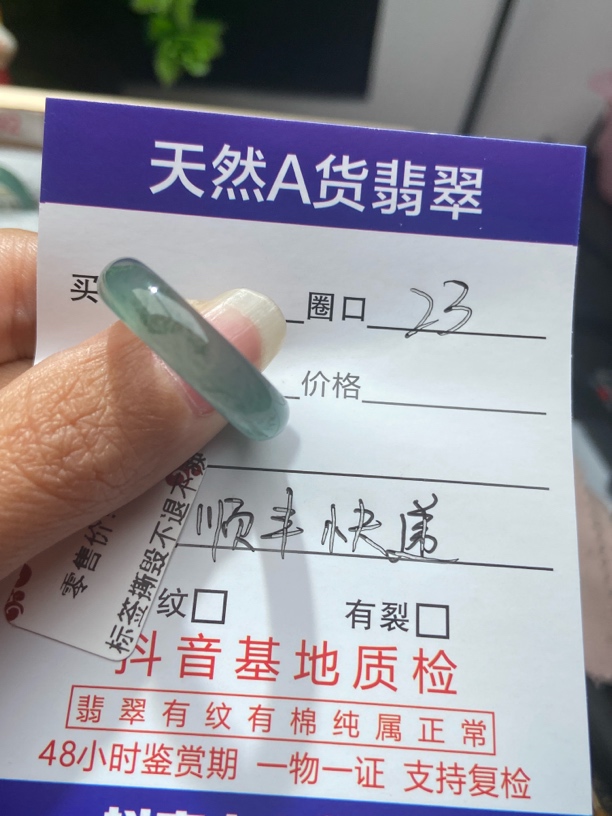 天然A货翡翠
买 圈口 23
价格
顺丰快递
纹□ 有裂□
抖音基地质检
翡翠有纹有棉纯属正常
48小时鉴赏期 一物一证 支持复检
零售价
标签撕毁不退